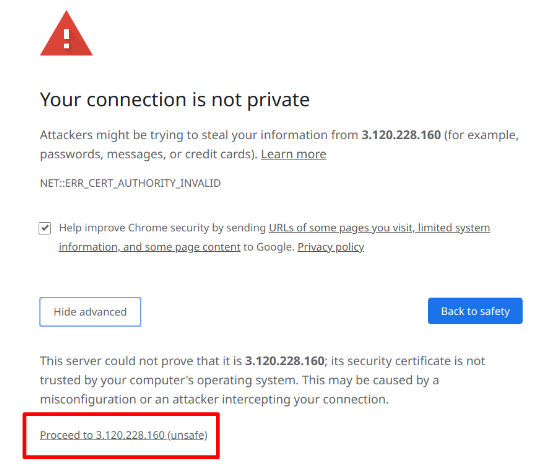 Your connection is not private
Attackers might be trying to steal your information from 3.120.228.160 (for example,
passwords, messages, or credit cards). Learn more
NET::ERR_CERT_AUTHORITY_INVALID
Help improve Chrome security by sending URLs of some pages you visit, limited system
information, and some page content to Google. Privacy policy
Hide advanced
Back to safety
This server could not prove that it is 3.120.228.160; its security certificate is not
trusted by your computer's operating system. This may be caused by a
misconfiguration or an attacker intercepting your connection.
Proceed to 3.120.228.160 (unsafe)